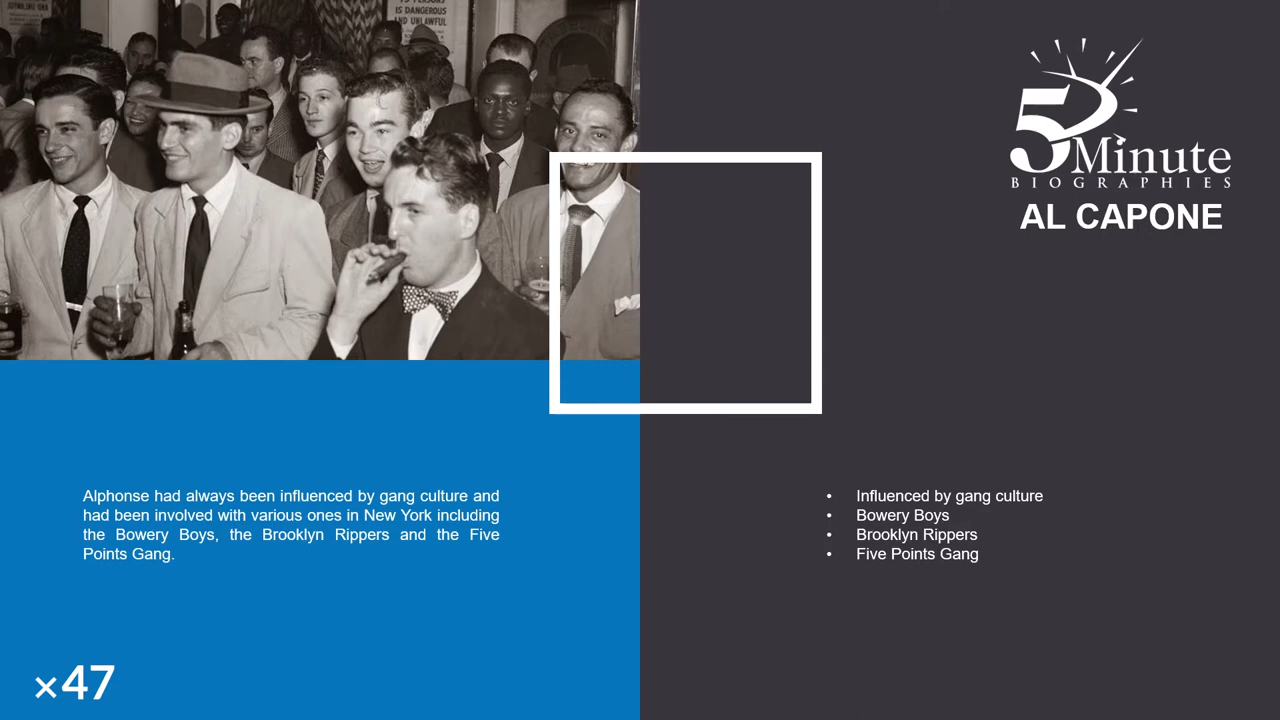 IS DANGEROUS
AND UNLAWFUL
5 Minute
BIOGRAPHIES
AL CAPONE
Alphonse had always been influenced by gang culture and
had been involved with various ones in New York including
the Bowery Boys, the Brooklyn Rippers and the Five
Points Gang.
• Influenced by gang culture
• Bowery Boys
• Brooklyn Rippers
• Five Points Gang
×47